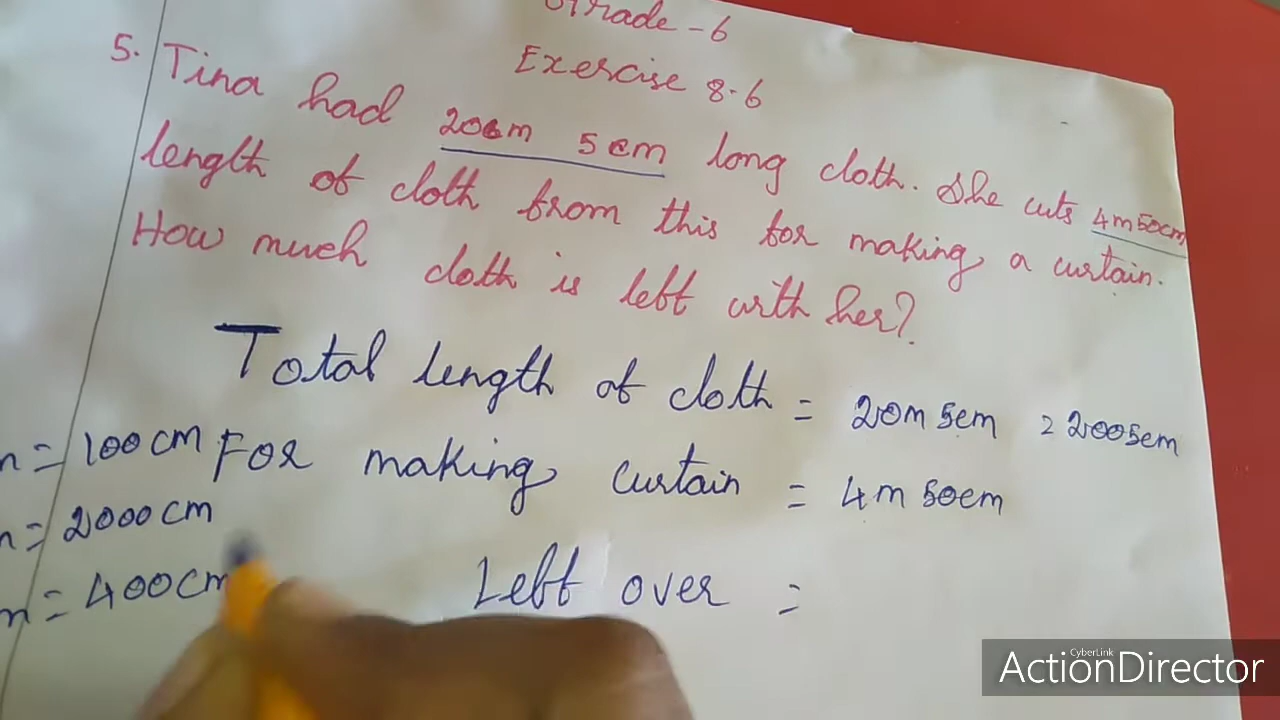 Grade - 6
Exercise 8.6
5. Tina had 20m 5cm long cloth. She cuts 4m50cm
length of cloth from this for making a curtain.
How much cloth is left with her?
Total length of cloth = 20m 5cm = 2005cm
= 100cm For making curtain = 4m 50cm
= 2000cm
= 400cm Left over =
CyberLink
ActionDirector